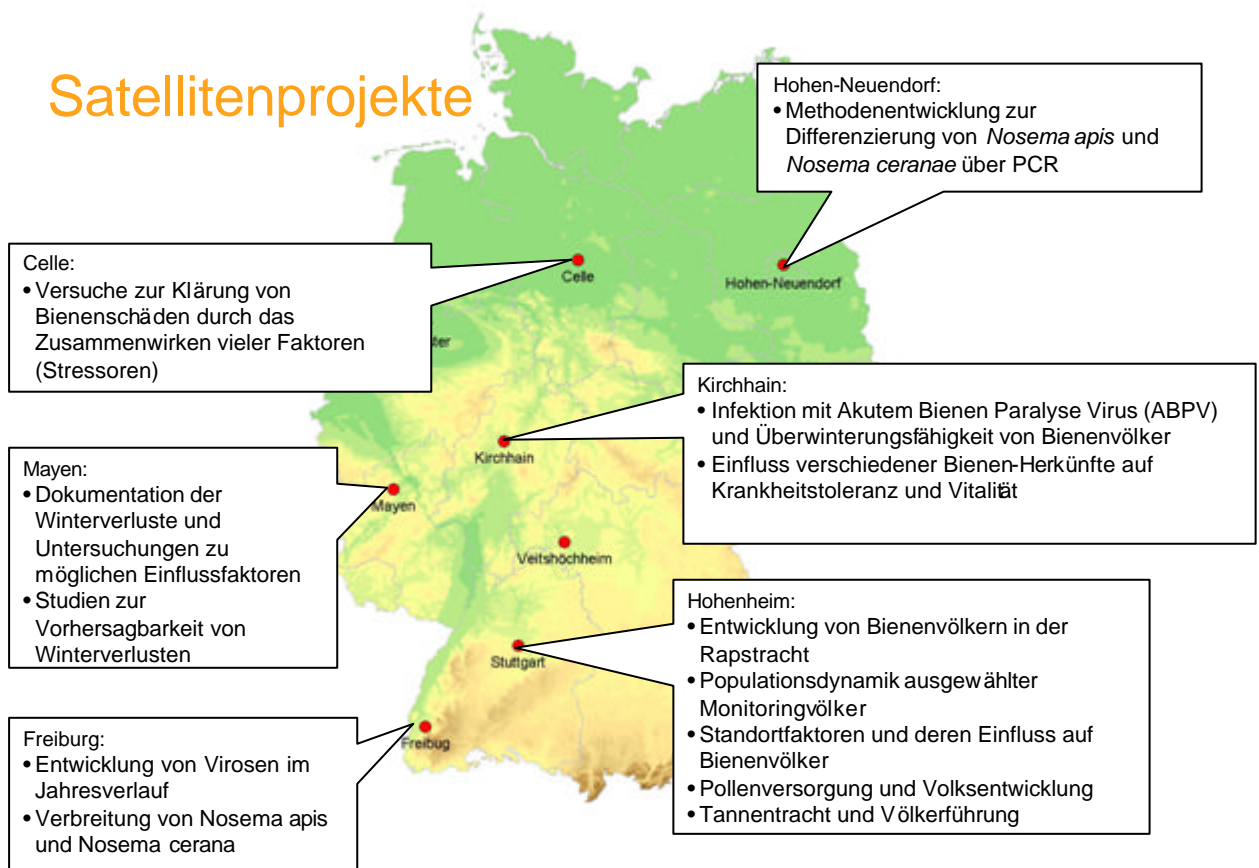 Satellitenprojekte
Hohen-Neuendorf:
• Methodenentwicklung zur
Differenzierung von Nosema apis und
Nosema ceranae über PCR
Celle:
• Versuche zur Klärung von
Bienenschäden durch das
Zusammenwirken vieler Faktoren
(Stressoren)
Celle
Hohen-Neuendorf
ter
Kirchhain:
• Infektion mit Akutem Bienen Paralyse Virus (ABPV)
und Überwinterungsfähigkeit von Bienenvölker
• Einfluss verschiedener Bienen-Herkünfte auf
Krankheitstoleranz und Vitalität
Kirchhain
Mayen:
• Dokumentation der
Winterverluste und
Untersuchungen zu
möglichen Einflussfaktoren
• Studien zur
Vorhersagbarkeit von
Winterverlusten
Mayen
Veitshöchheim
Hohenheim:
• Entwicklung von Bienenvölkern in der
Rapstracht
• Populationsdynamik ausgewählter
Monitoringvölker
• Standortfaktoren und deren Einfluss auf
Bienenvölker
• Pollenversorgung und Volksentwicklung
• Tannentracht und Völkerführung
Stuttgart
Freiburg:
• Entwicklung von Virosen im
Jahresverlauf
• Verbreitung von Nosema apis
und Nosema cerana
Freibug